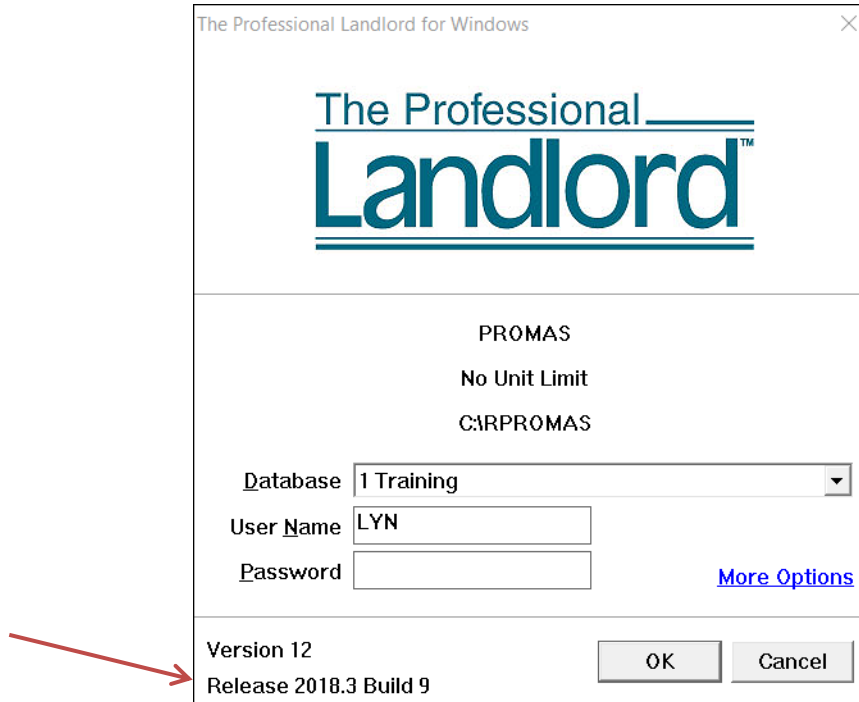 The Professional Landlord for Windows
The Professional
Landlord™
PROMAS
No Unit Limit
C:\RPROMAS
Database 1 Training
User Name LYN
Password
More Options
Version 12
OK Cancel
Release 2018.3 Build 9